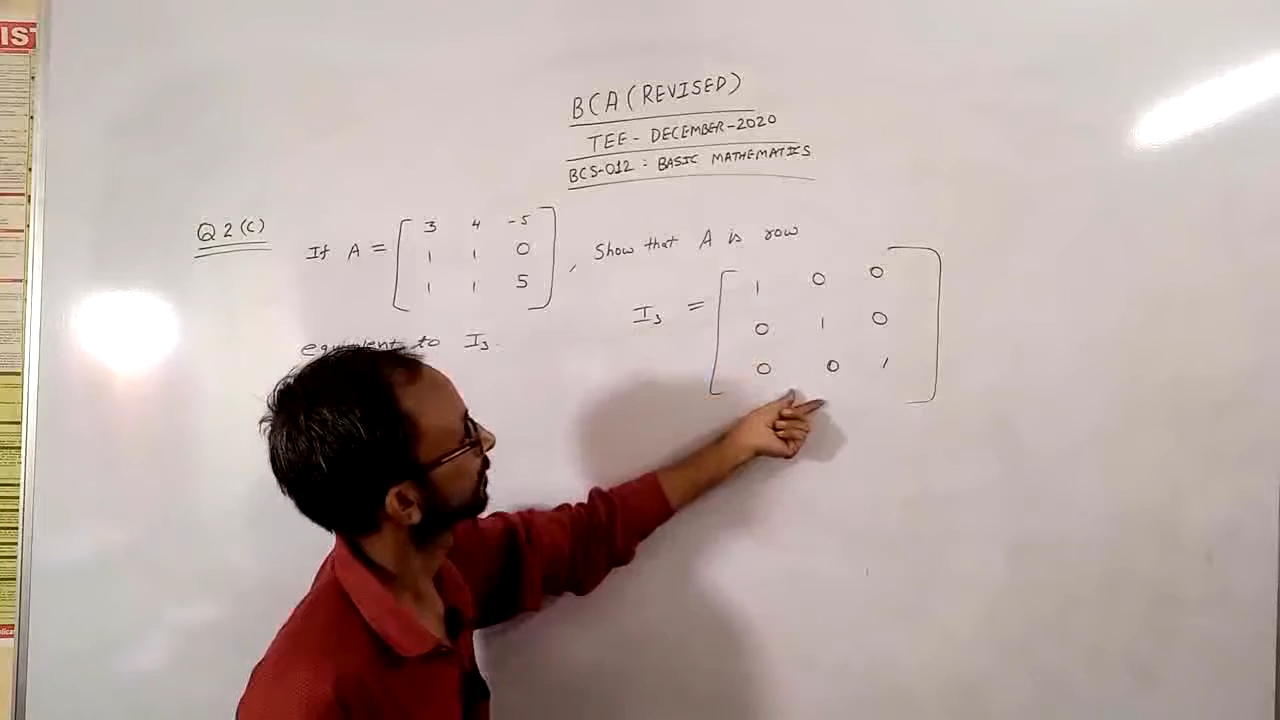 IST
BCA (REVISED)
TEE - DECEMBER-2020
BCS-012 : BASIC MATHEMATICS
Q 2 (C)
If A = [ 3 4 -5
1 1 0
1 1 5 ] , Show that A is row
equivalent to I3.
I3 = [ 1 0 0
0 1 0
0 0 1 ]